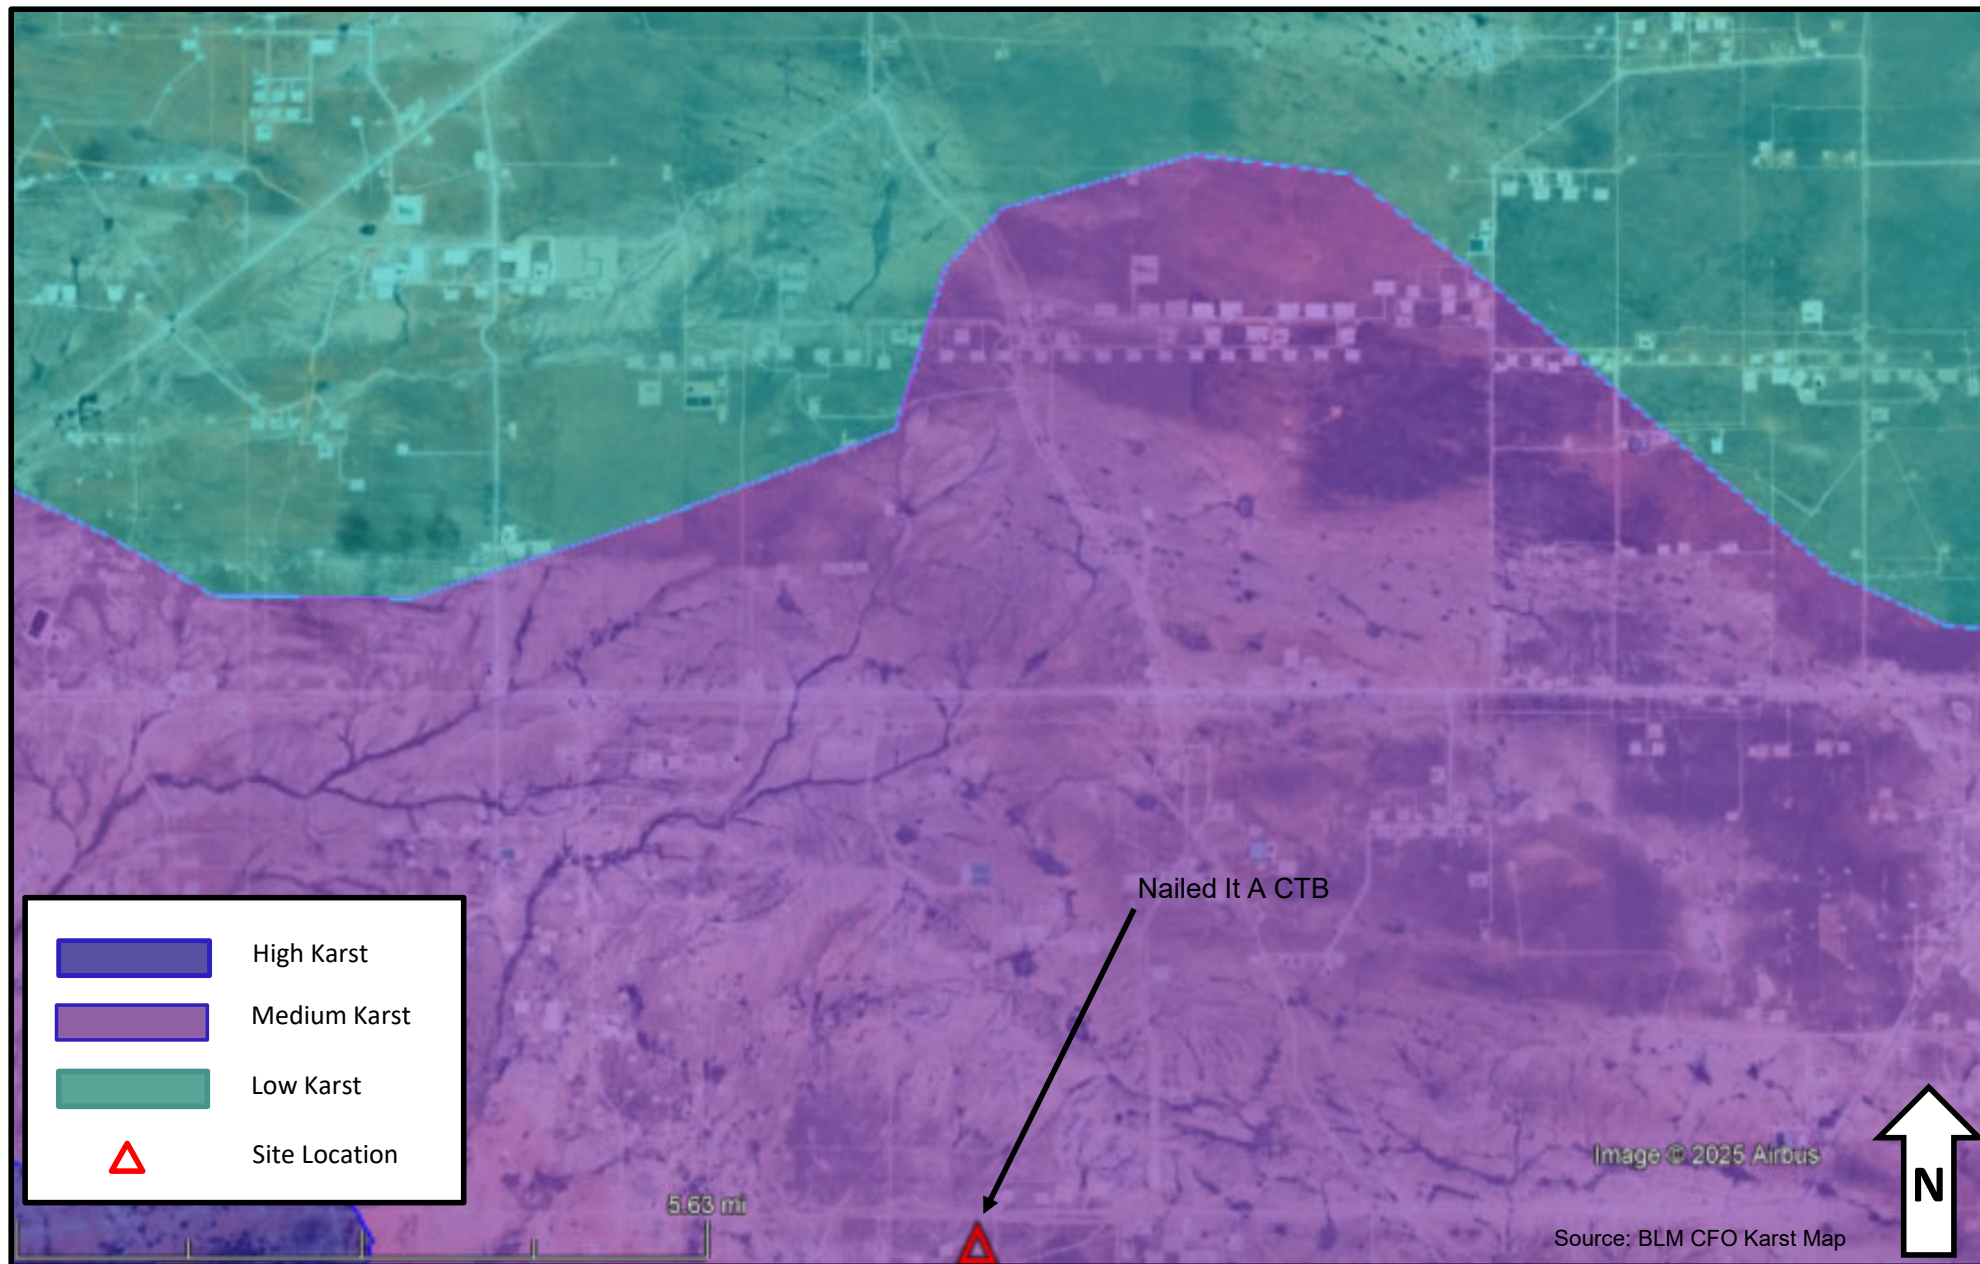 Nailed It A CTB
High Karst
Medium Karst
Low Karst
Site Location
5.63 mi
Image © 2025 Airbus
N
Source: BLM CFO Karst Map